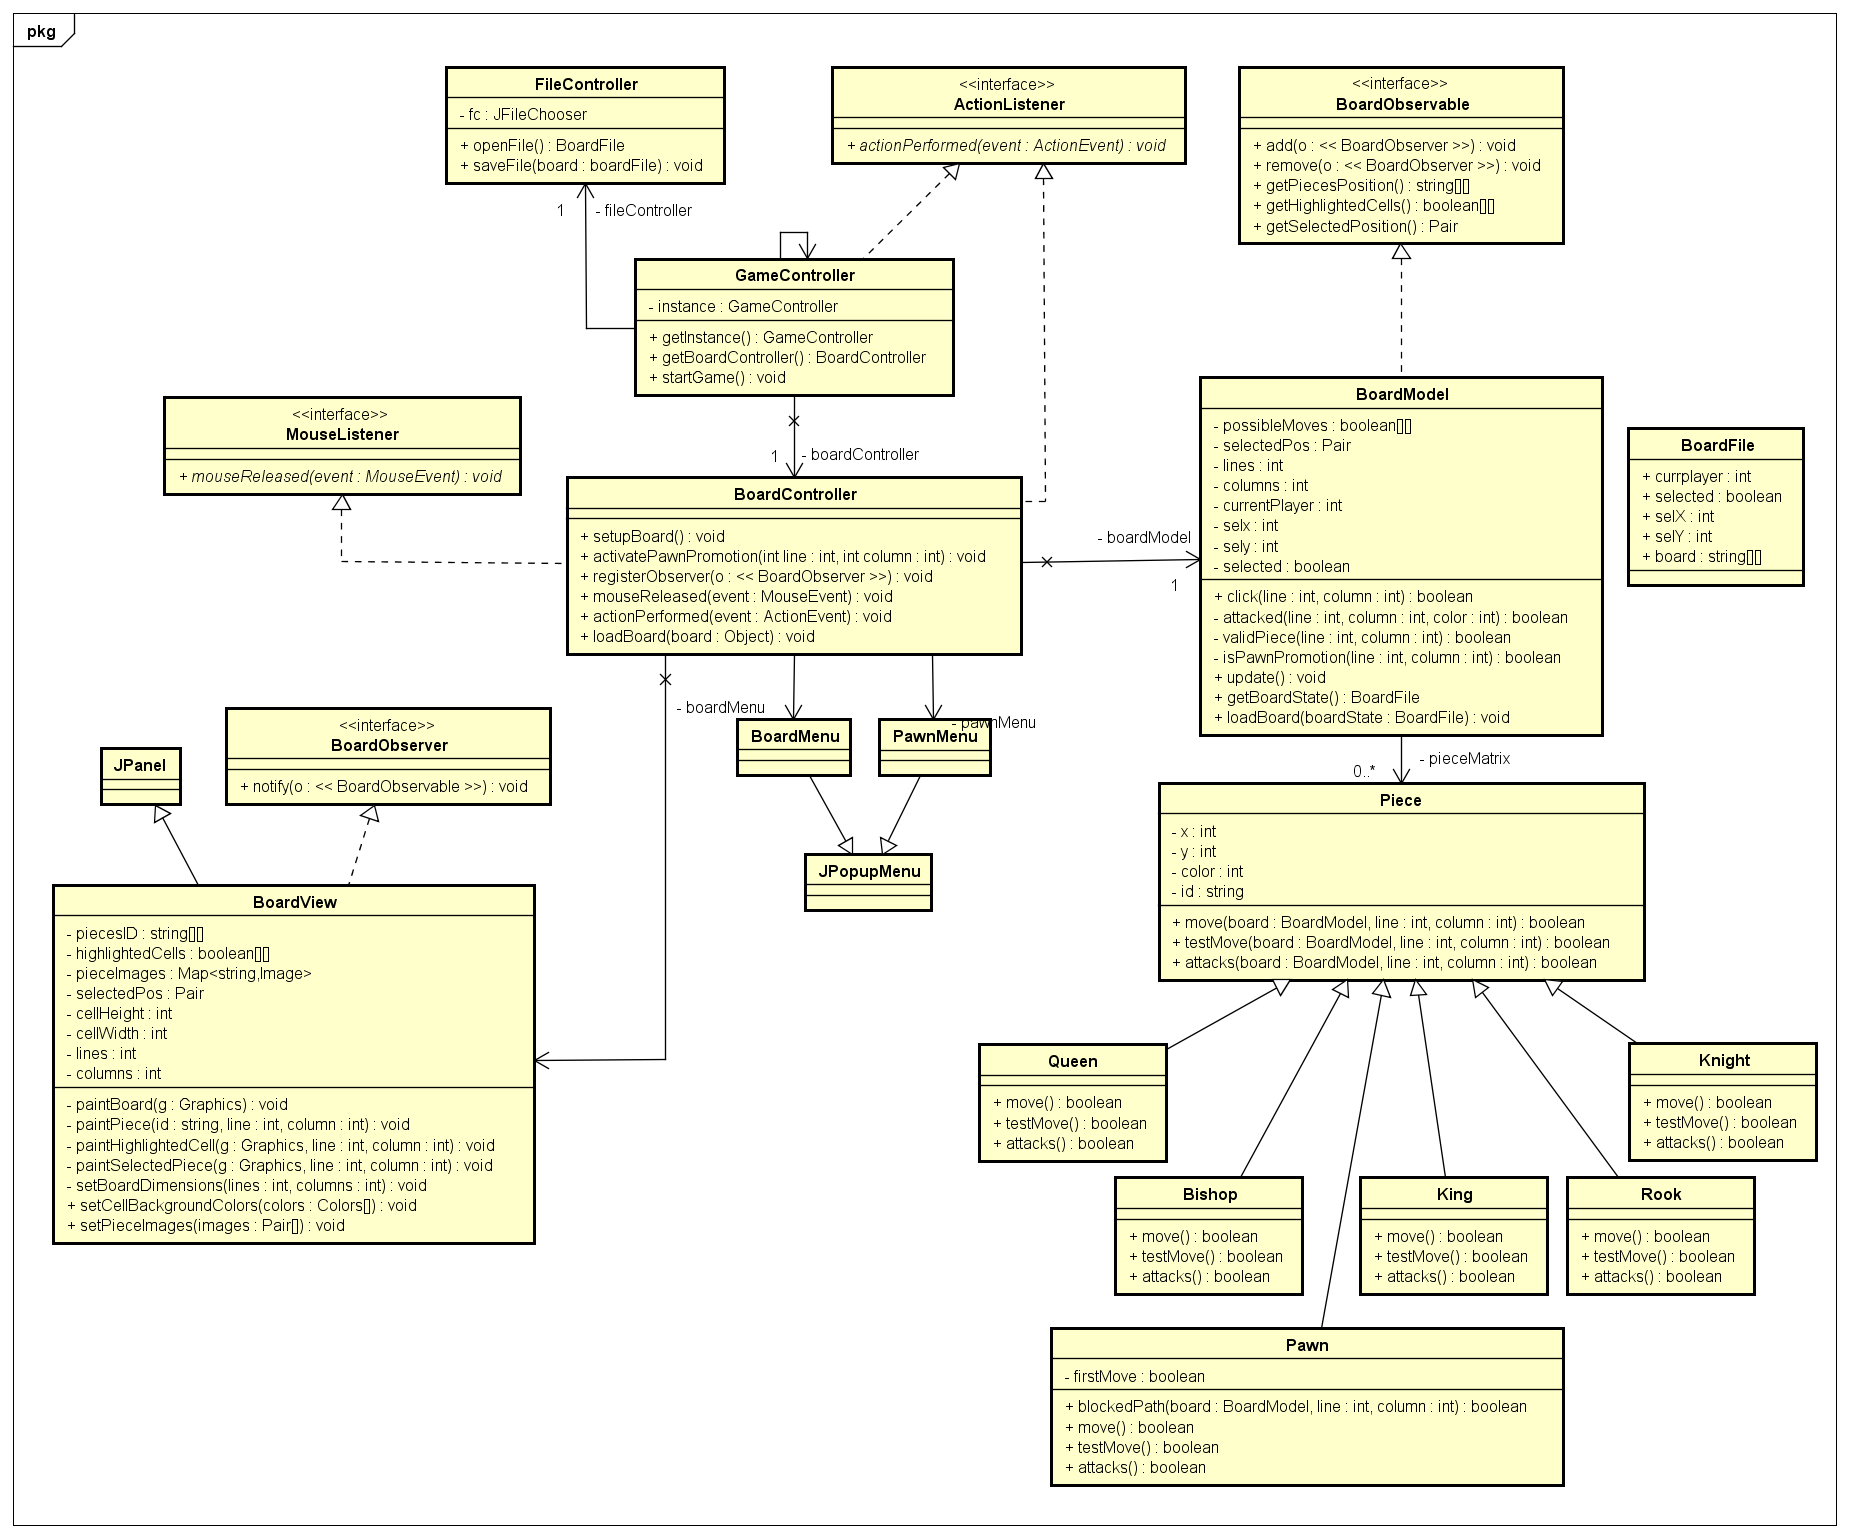 pkg
FileController
- fc : JFileChooser
+ openFile() : BoardFile
+ saveFile(board : boardFile) : void
<<interface>>
ActionListener
+ actionPerformed(event : ActionEvent) : void
<<interface>>
BoardObservable
+ add(o : << BoardObserver >>) : void
+ remove(o : << BoardObserver >>) : void
+ getPiecesPosition() : string[][]
+ getHighlightedCells() : boolean[][]
+ getSelectedPosition() : Pair
1
- fileController
GameController
- instance : GameController
+ getInstance() : GameController
+ getBoardController() : BoardController
+ startGame() : void
1
- boardController
<<interface>>
MouseListener
+ mouseReleased(event : MouseEvent) : void
BoardController
+ setupBoard() : void
+ activatePawnPromotion(int line : int, int column : int) : void
+ registerObserver(o : << BoardObserver >>) : void
+ mouseReleased(event : MouseEvent) : void
+ actionPerformed(event : ActionEvent) : void
+ loadBoard(board : Object) : void
- boardModel
1
BoardModel
- possibleMoves : boolean[][]
- selectedPos : Pair
- lines : int
- columns : int
- currentPlayer : int
- selx : int
- sely : int
- selected : boolean
+ click(line : int, column : int) : boolean
- attacked(line : int, column : int, color : int) : boolean
- validPiece(line : int, column : int) : boolean
- isPawnPromotion(line : int, column : int) : boolean
+ update() : void
+ getBoardState() : BoardFile
+ loadBoard(boardState : BoardFile) : void
BoardFile
+ currplayer : int
+ selected : boolean
+ selX : int
+ selY : int
+ board : string[][]
- boardMenu
- pawnMenu
BoardMenu
PawnMenu
JPopupMenu
<<interface>>
BoardObserver
+ notify(o : << BoardObservable >>) : void
JPanel
BoardView
- piecesID : string[][]
- highlightedCells : boolean[][]
- pieceImages : Map<string,Image>
- selectedPos : Pair
- cellHeight : int
- cellWidth : int
- lines : int
- columns : int
- paintBoard(g : Graphics) : void
- paintPiece(id : string, line : int, column : int) : void
- paintHighlightedCell(g : Graphics, line : int, column : int) : void
- paintSelectedPiece(g : Graphics, line : int, column : int) : void
- setBoardDimensions(lines : int, columns : int) : void
+ setCellBackgroundColors(colors : Colors[]) : void
+ setPieceImages(images : Pair[]) : void
- pieceMatrix
0..*
Piece
- x : int
- y : int
- color : int
- id : string
+ move(board : BoardModel, line : int, column : int) : boolean
+ testMove(board : BoardModel, line : int, column : int) : boolean
+ attacks(board : BoardModel, line : int, column : int) : boolean
Queen
+ move() : boolean
+ testMove() : boolean
+ attacks() : boolean
Knight
+ move() : boolean
+ testMove() : boolean
+ attacks() : boolean
Bishop
+ move() : boolean
+ testMove() : boolean
+ attacks() : boolean
King
+ move() : boolean
+ testMove() : boolean
+ attacks() : boolean
Rook
+ move() : boolean
+ testMove() : boolean
+ attacks() : boolean
Pawn
- firstMove : boolean
+ blockedPath(board : BoardModel, line : int, column : int) : boolean
+ move() : boolean
+ testMove() : boolean
+ attacks() : boolean